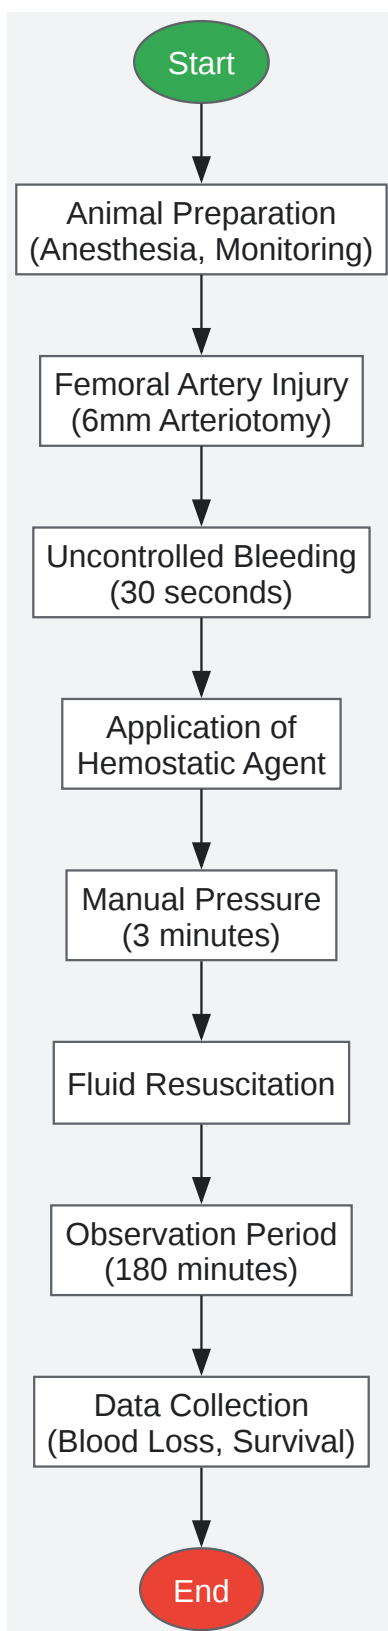 Start
Animal Preparation
(Anesthesia, Monitoring)
Femoral Artery Injury
(6mm Arteriotomy)
Uncontrolled Bleeding
(30 seconds)
Application of
Hemostatic Agent
Manual Pressure
(3 minutes)
Fluid Resuscitation
Observation Period
(180 minutes)
Data Collection
(Blood Loss, Survival)
End